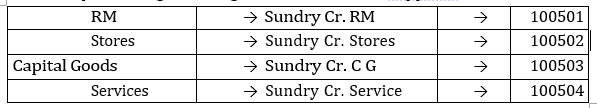 RM → Sundry Cr. RM → 100501
Stores → Sundry Cr. Stores → 100502
Capital Goods → Sundry Cr. C G → 100503
Services → Sundry Cr. Service → 100504